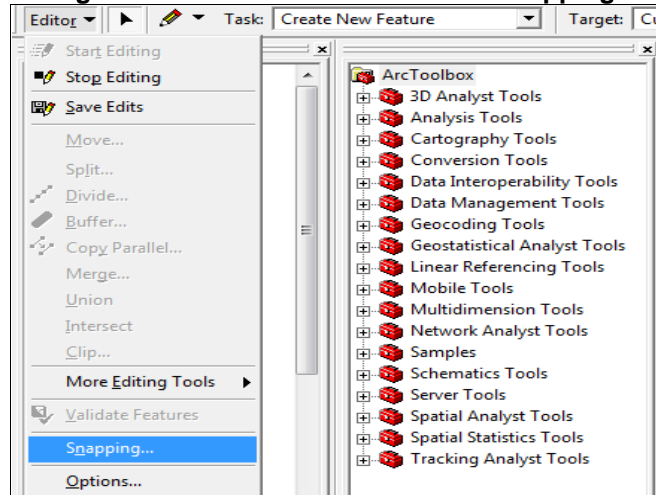 Editor Task: Create New Feature Target:
Start Editing
Stop Editing
Save Edits
Move...
Split...
Divide...
Buffer...
Copy Parallel...
Merge...
Union
Intersect
Clip...
More Editing Tools
Validate Features
Snapping...
Options...
ArcToolbox
3D Analyst Tools
Analysis Tools
Cartography Tools
Conversion Tools
Data Interoperability Tools
Data Management Tools
Geocoding Tools
Geostatistical Analyst Tools
Linear Referencing Tools
Mobile Tools
Multidimension Tools
Network Analyst Tools
Samples
Schematics Tools
Server Tools
Spatial Analyst Tools
Spatial Statistics Tools
Tracking Analyst Tools